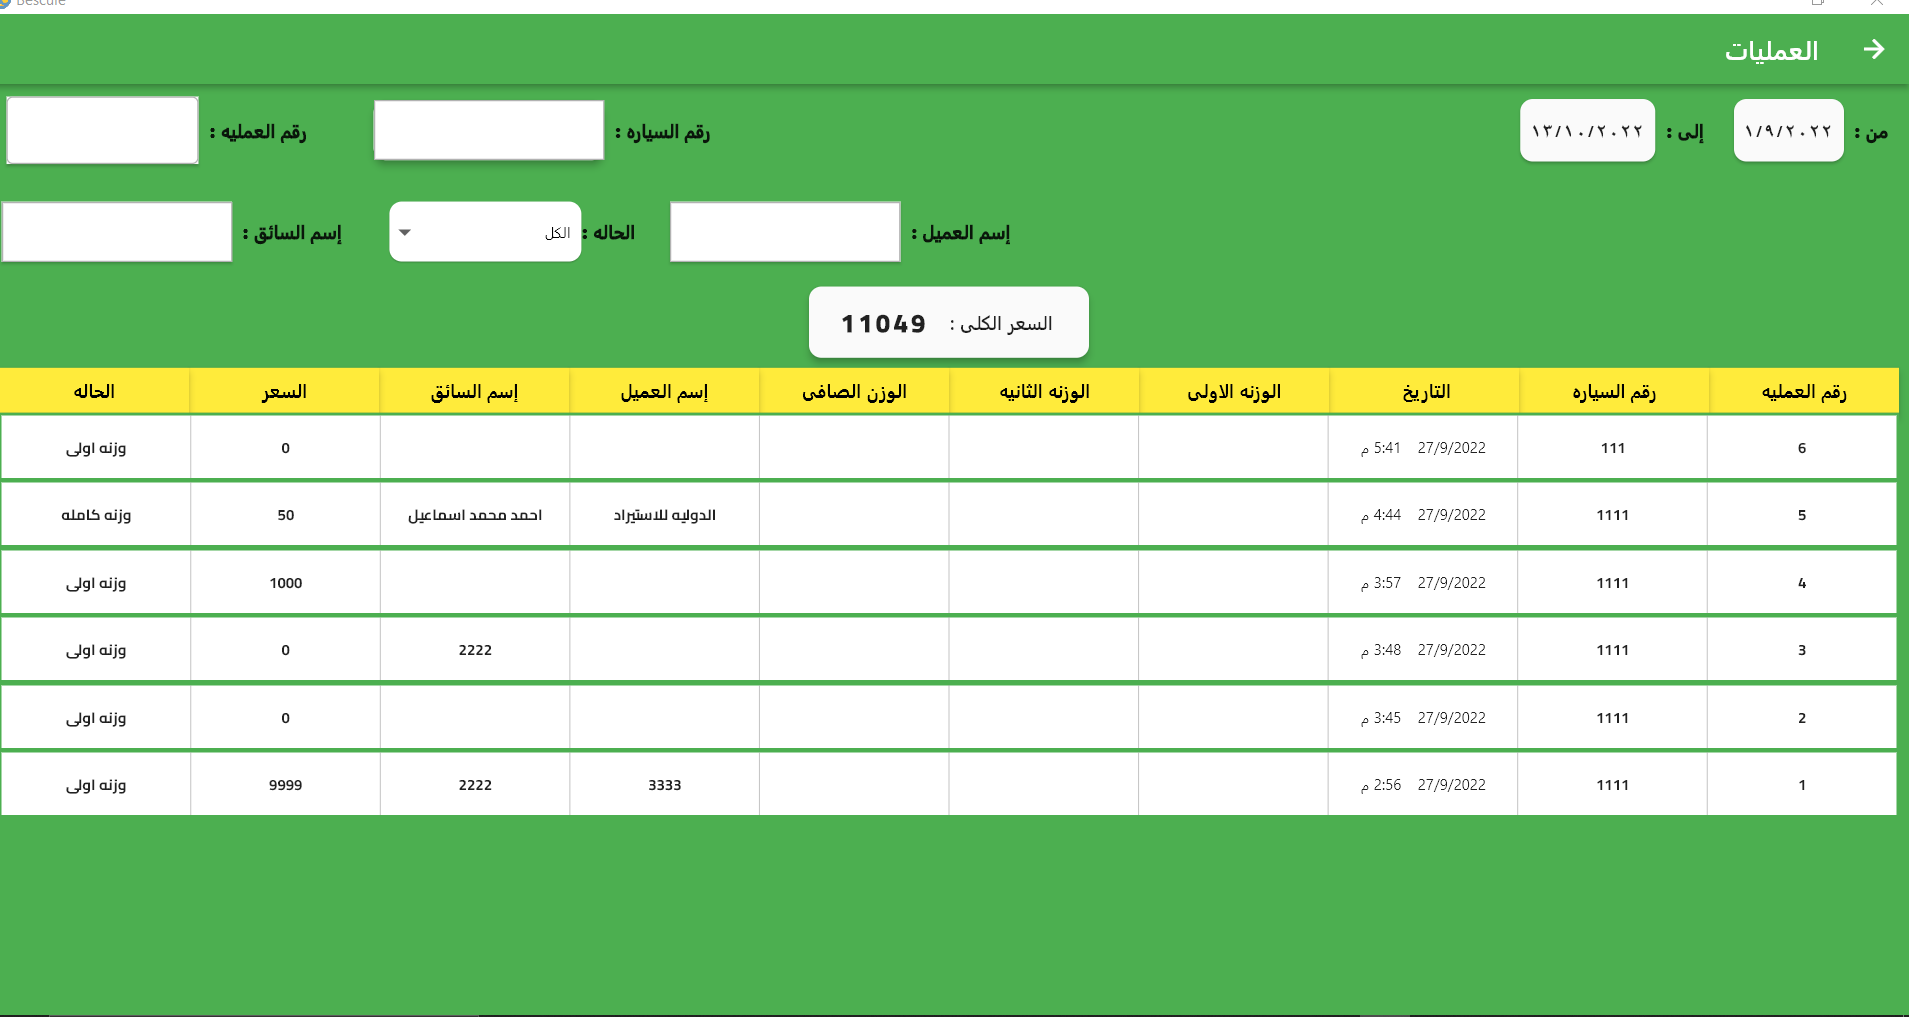 Bescule
العمليات
من : ١/٩/٢٠٢٢ إلى : ١٣/١٠/٢٠٢٢ رقم السياره : رقم العمليه :
إسم العميل : الحاله : الكل إسم السائق :
السعر الكلى : 11049
رقم العمليه رقم السياره التاريخ الوزنه الاولى الوزنه الثانيه الوزن الصافى إسم العميل إسم السائق السعر الحاله
6 111 27/9/2022 5:41 م 0 وزنه اولى
5 1111 27/9/2022 4:44 م الدوليه للاستيراد احمد محمد اسماعيل 50 وزنه كامله
4 1111 27/9/2022 3:57 م 1000 وزنه اولى
3 1111 27/9/2022 3:48 م 2222 0 وزنه اولى
2 1111 27/9/2022 3:45 م 0 وزنه اولى
1 1111 27/9/2022 2:56 م 3333 2222 9999 وزنه اولى